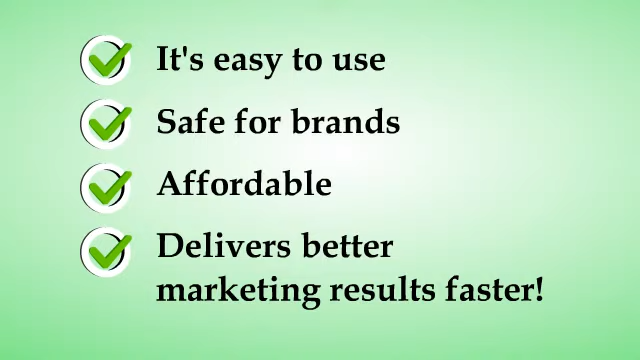 It's easy to use
Safe for brands
Affordable
Delivers better
marketing results faster!